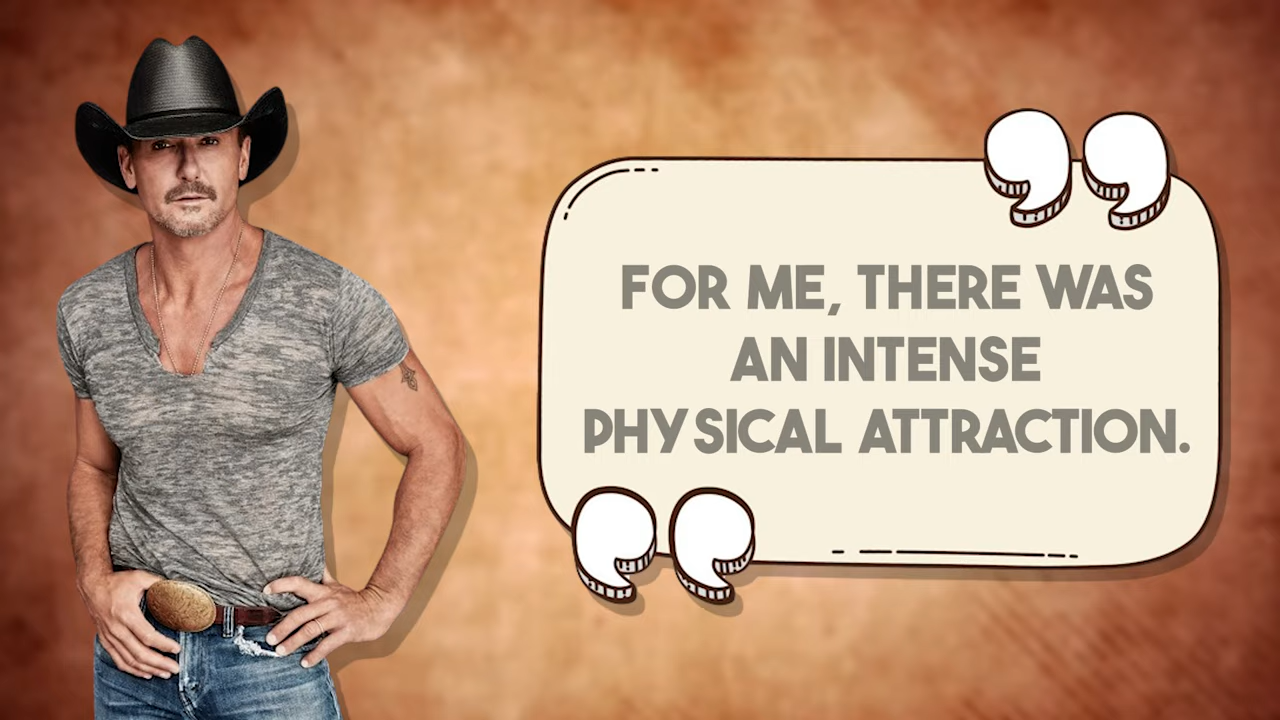 FOR ME, THERE WAS
AN INTENSE
PHYSICAL ATTRACTION.